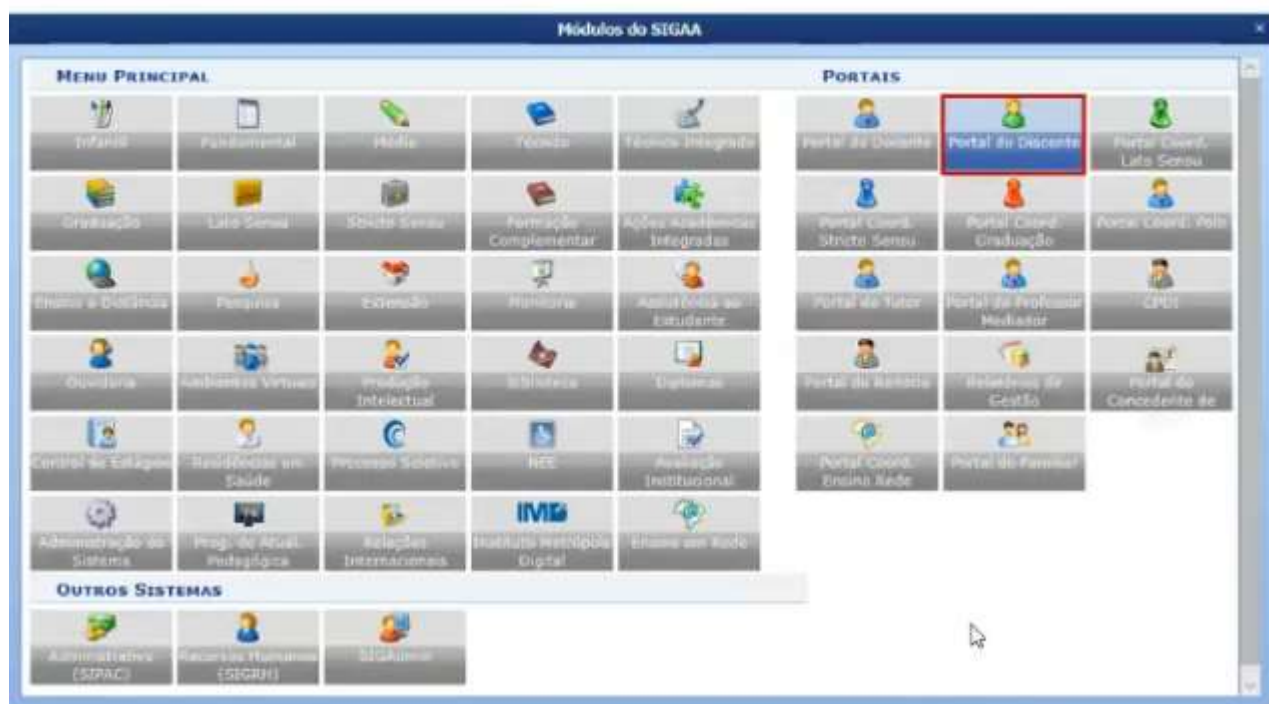 Módulos do SIGAA
MENU PRINCIPAL
PORTAIS
Infantil
Fundamental
Médio
Técnico
Técnico Integrado
Portal do Docente
Portal do Discente
Portal Coord.
Lato Sensu
Graduação
Lato Sensu
Stricto Sensu
Formação
Complementar
Ações Acadêmicas
Integradas
Portal Coord.
Stricto Sensu
Portal Coord.
Graduação
Portal Coord. Polo
Ensino a Distância
Pesquisa
Extensão
Monitoria
Assistência ao
Estudante
Portal do Tutor
Portal do Professor
Mediador
CPDI
Ouvidoria
Ambientes Virtuais
Produção
Intelectual
Biblioteca
Diplomas
Portal do
Relatórios de
Gestão
Portal do
Concedente de
Central de Estágios
Residências em
Saúde
Processo Seletivo
NEE
Avaliação
Institucional
Portal Coord.
Ensino Rede
Portal do Familiar
Administração do
Sistema
Prog. de Atual.
Pedagógica
Relações
Internacionais
IMD
Instituto Metrópole
Digital
Ensino em Rede
OUTROS SISTEMAS
Administrativo
(SIPAC)
Recursos Humanos
(SIGRH)
SIGAdmin